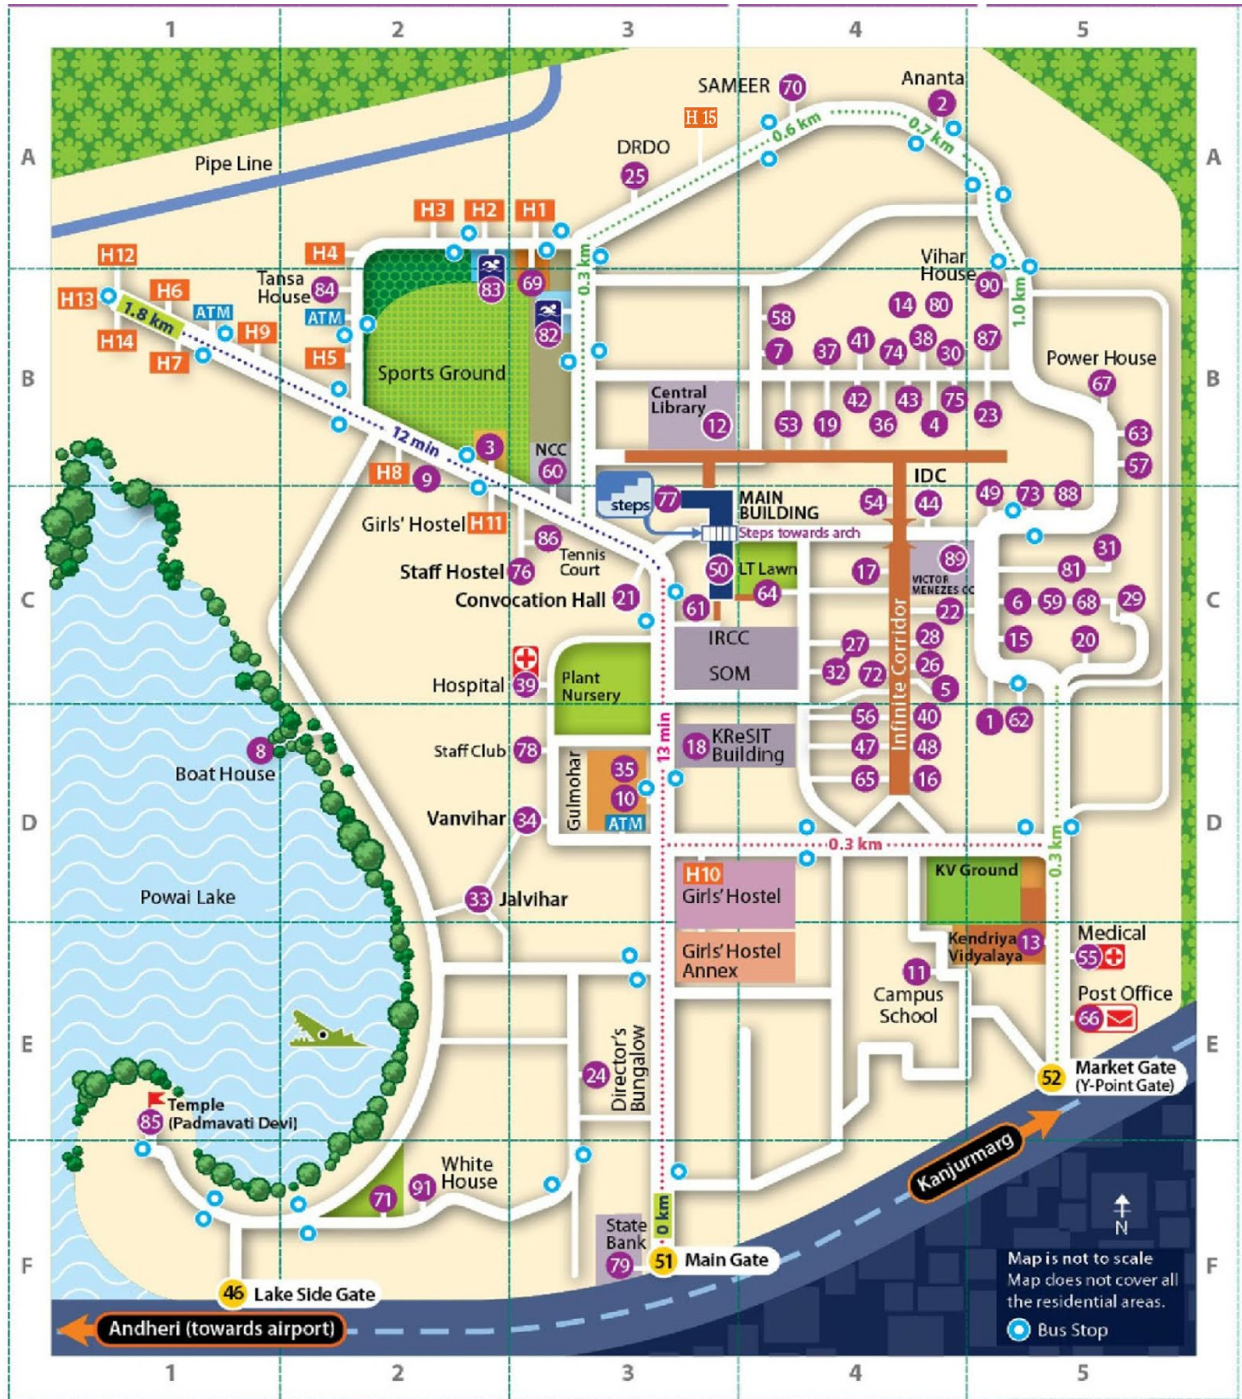 1 2 3 4 5
A
Pipe Line
SAMEER 70
Ananta
2
H 15
DRDO
25
0.6 km
0.7 km
A
H3 H2 H1
H4
H12
H13
H6
H14
H7
ATM
H9
1.8 km
Tansa
House 84
ATM
H5
83
69
82
0.3 km
Vihar
House
90
1.0 km
58
7
14 80
37 41 74 38 30 87
42 43 75
53 19 36 4 23
Power House
67
63
57
B
B
Sports Ground
Central
Library
12
12 min
3
NCC
60
H8
9
Girls' Hostel H11
86
Tennis
Court
Staff Hostel 76
Convocation Hall 21
steps
77
MAIN
BUILDING
Steps towards arch
50
LT Lawn
64
61
IDC
54 44
49 73 88
17
89
VICTOR
MENEZES CC
22
31
81
6 59 68 29
15 20
C
C
IRCC
SOM
27
32 72
28
26
5
Infinite Corridor
1 62
Hospital 39
Plant
Nursery
8
Boat House
Staff Club 78
Gulmohar
35
10
ATM
13 min
18 KReSIT
Building
56 40
47 48
65 16
D
D
Vanvihar 34
33 Jalvihar
Powai Lake
0.3 km
0.3 km
H10
Girls' Hostel
Girls' Hostel
Annex
KV Ground
Kendriya
Vidyalaya
13
Medical
55
Post Office
66
11
Campus
School
E
E
24
Director's
Bungalow
52 Market Gate
(Y-Point Gate)
Temple
(Padmavati Devi)
85
Kanjurmarg
White
House
71 91
State
Bank
79
0 km
51 Main Gate
46 Lake Side Gate
F
F
N
Map is not to scale
Map does not cover all
the residential areas.
Bus Stop
Andheri (towards airport)
1 2 3 4 5